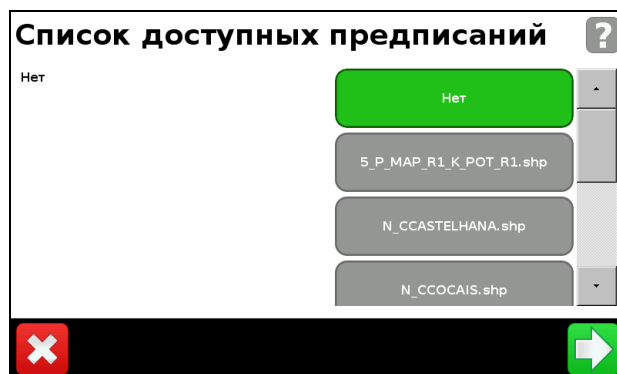 Список доступных предписаний
?
Нет
Нет
5_P_MAP_R1_K_POT_R1.shp
N_CCASTELHANA.shp
N_CCOCAIS.shp